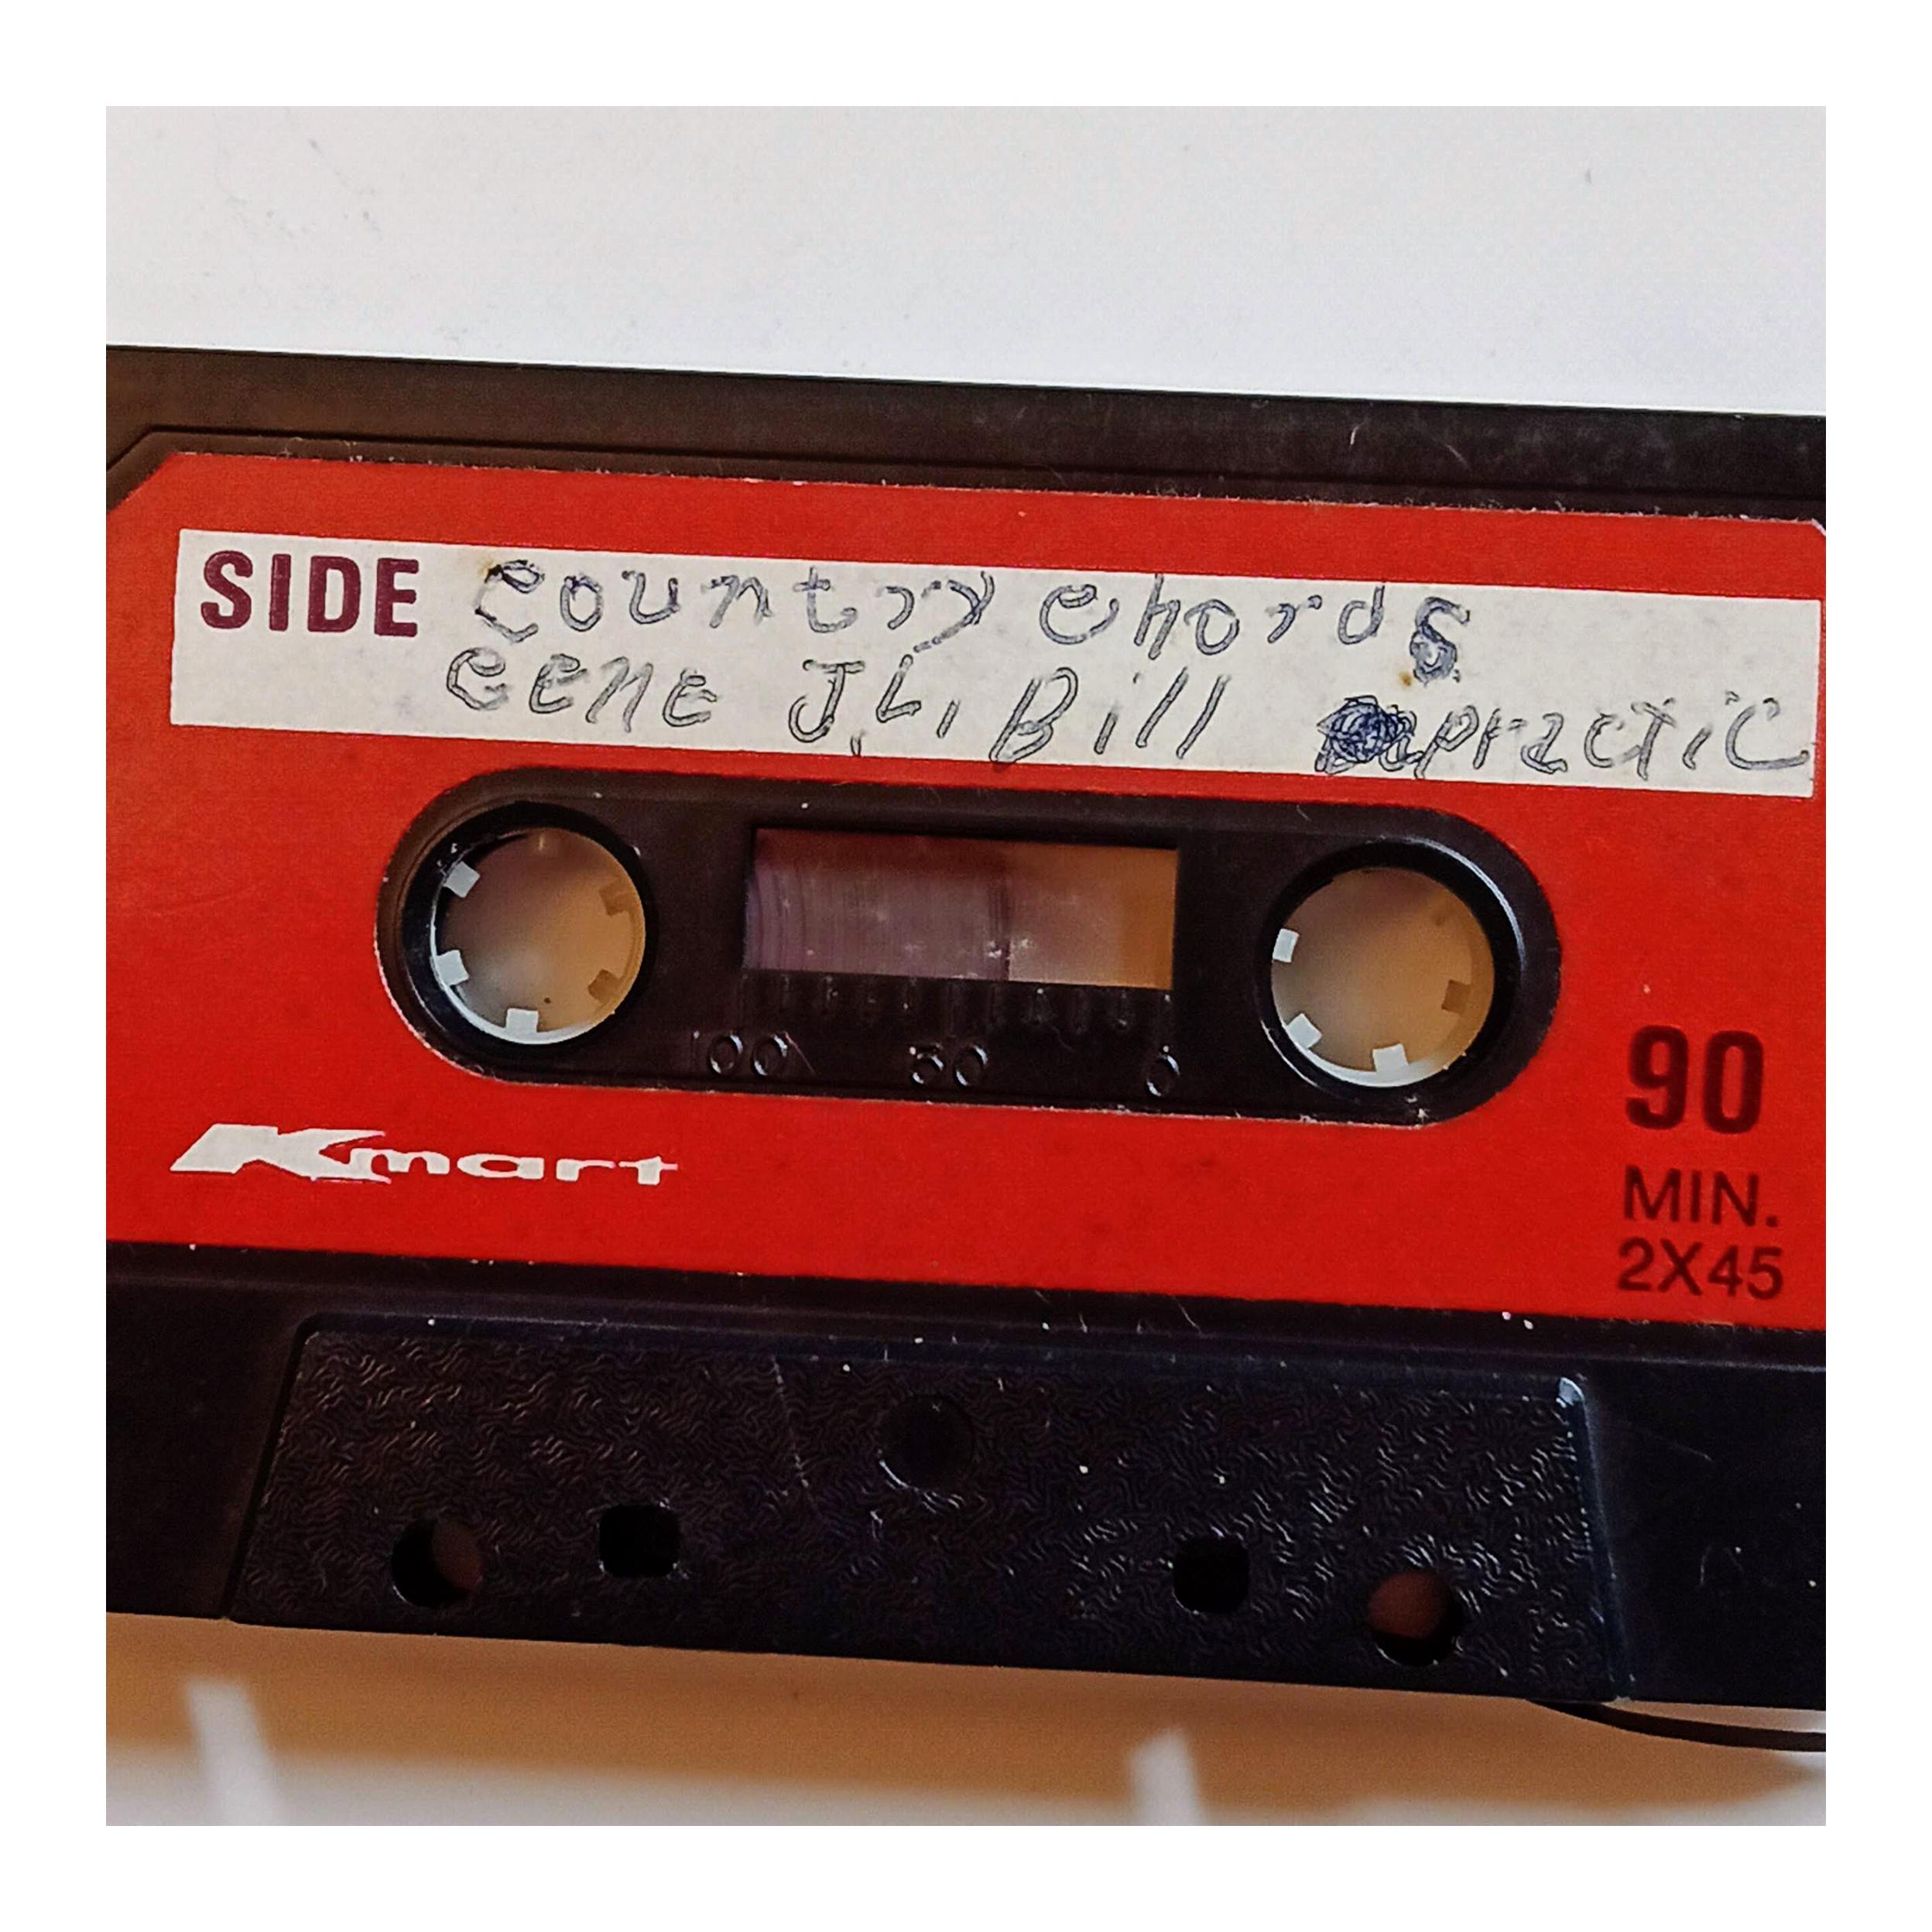 SIDE country chords
GENE J.L. Bill practic
100 50 0
Kmart
90
MIN.
2X45